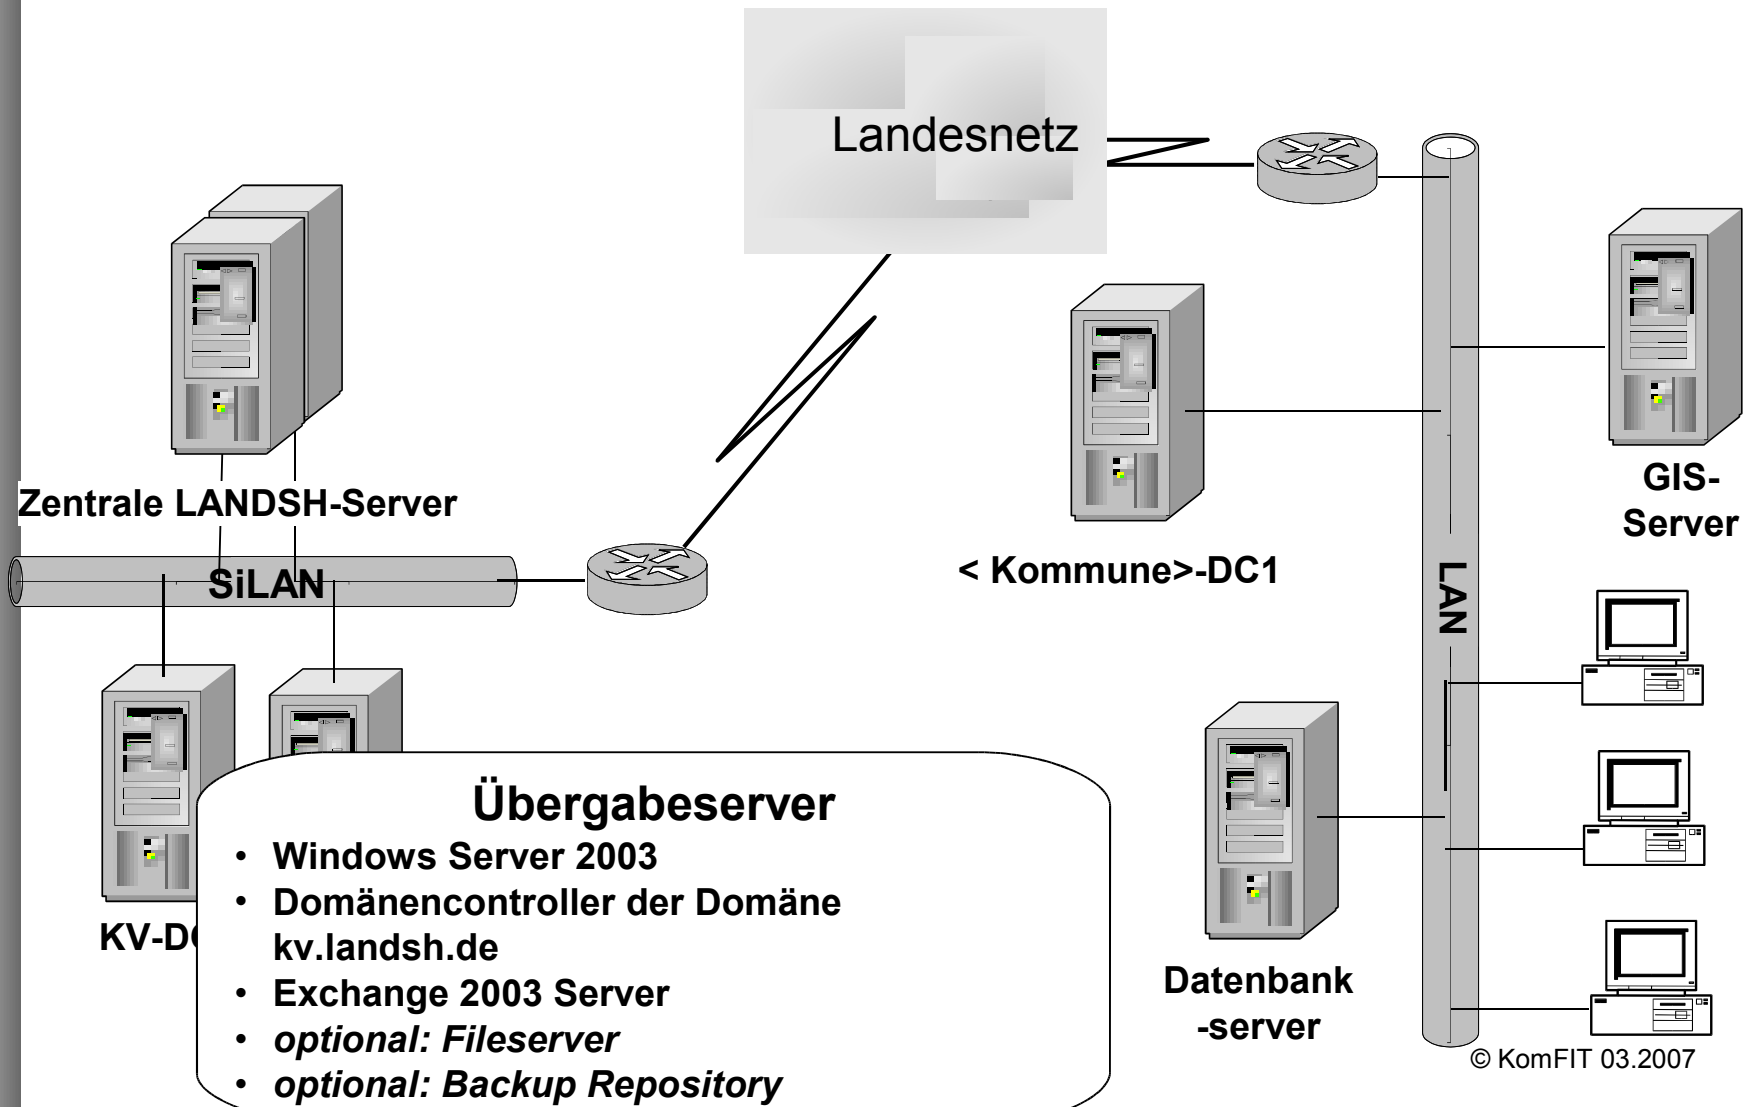 Landesnetz
Zentrale LANDSH-Server
SiLAN
< Kommune>-DC1
GIS-
Server
LAN
Übergabeserver
• Windows Server 2003
• Domänencontroller der Domäne
kv.landsh.de
• Exchange 2003 Server
• optional: Fileserver
• optional: Backup Repository
Datenbank
-server
© KomFIT 03.2007